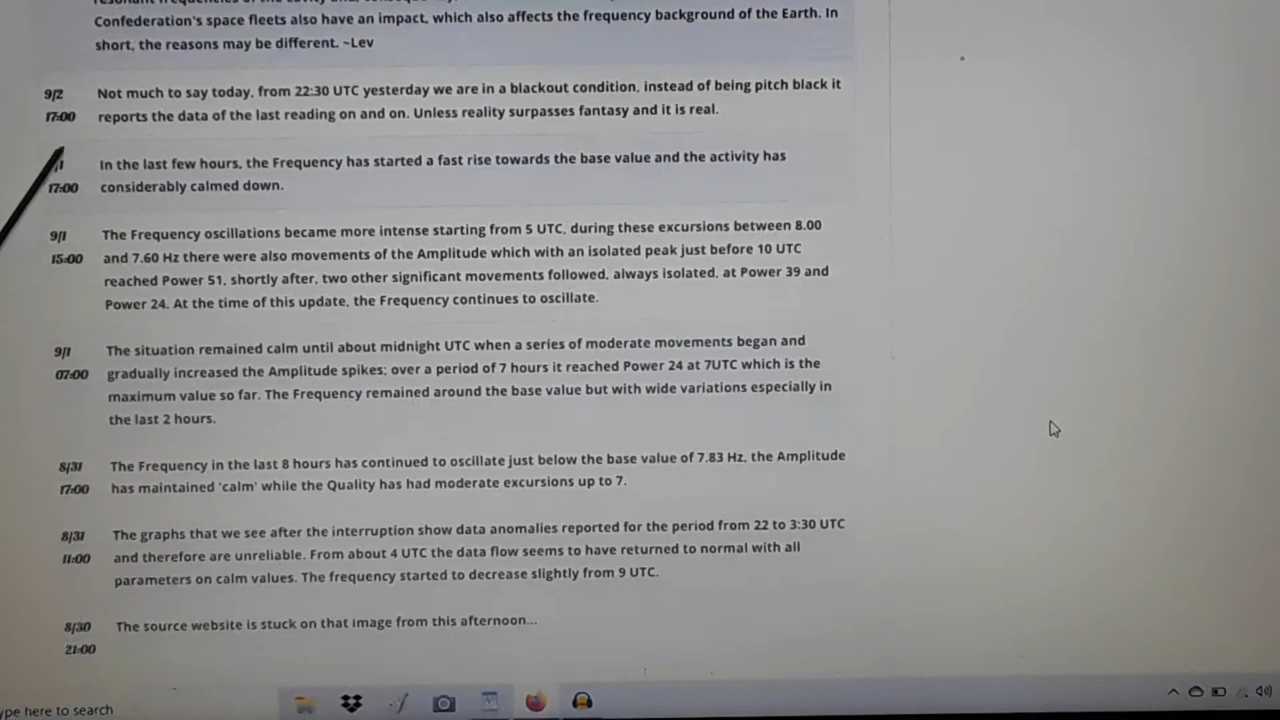 Confederation's space fleets also have an impact, which also affects the frequency background of the Earth. In
short, the reasons may be different. ~Lev
9/2
17:00
Not much to say today, from 22:30 UTC yesterday we are in a blackout condition, instead of being pitch black it
reports the data of the last reading on and on. Unless reality surpasses fantasy and it is real.
17:00
In the last few hours, the Frequency has started a fast rise towards the base value and the activity has
considerably calmed down.
9/1
15:00
The Frequency oscillations became more intense starting from 5 UTC, during these excursions between 8.00
and 7.60 Hz there were also movements of the Amplitude which with an isolated peak just before 10 UTC
reached Power 51, shortly after, two other significant movements followed, always isolated, at Power 39 and
Power 24. At the time of this update, the Frequency continues to oscillate.
9/1
07:00
The situation remained calm until about midnight UTC when a series of moderate movements began and
gradually increased the Amplitude spikes; over a period of 7 hours it reached Power 24 at 7UTC which is the
maximum value so far. The Frequency remained around the base value but with wide variations especially in
the last 2 hours.
8/31
17:00
The Frequency in the last 8 hours has continued to oscillate just below the base value of 7.83 Hz, the Amplitude
has maintained 'calm' while the Quality has had moderate excursions up to 7.
8/31
11:00
The graphs that we see after the interruption show data anomalies reported for the period from 22 to 3:30 UTC
and therefore are unreliable. From about 4 UTC the data flow seems to have returned to normal with all
parameters on calm values. The frequency started to decrease slightly from 9 UTC.
8/30
21:00
The source website is stuck on that image from this afternoon...
ype here to search